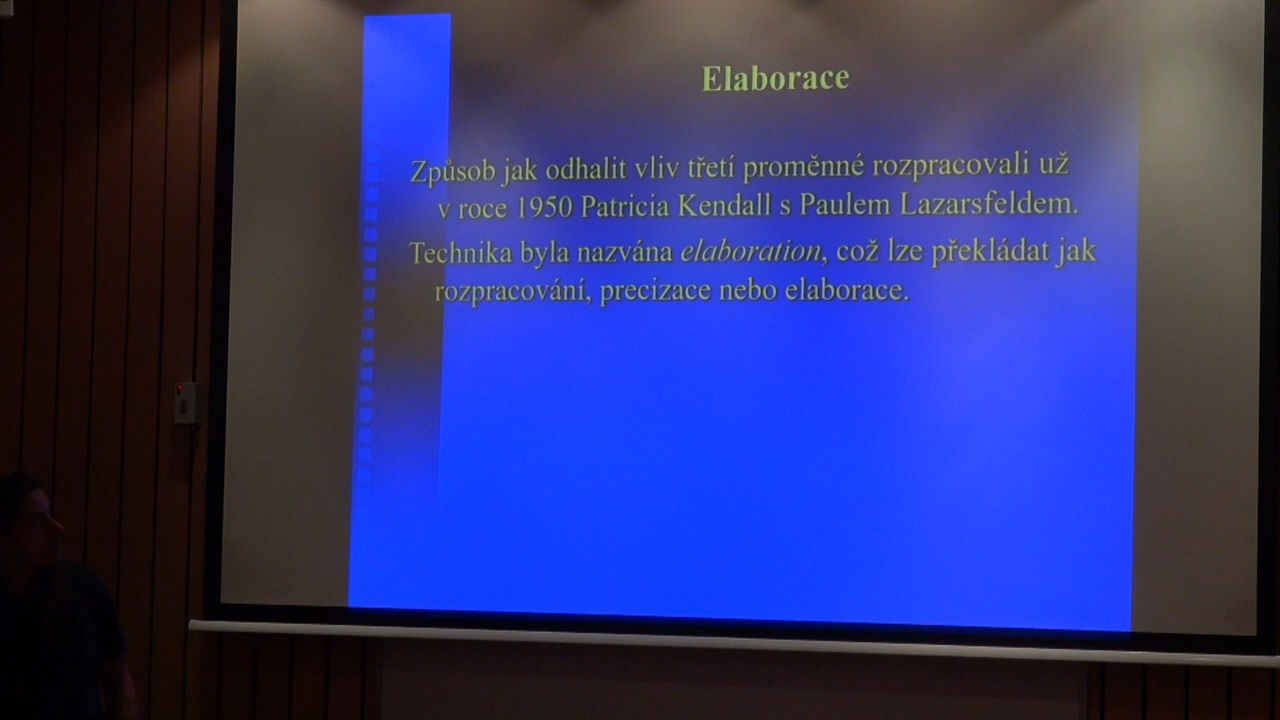 Elaborace
Způsob jak odhalit vliv třetí proměnné rozpracovali už
v roce 1950 Patricia Kendall s Paulem Lazarsfeldem.
Technika byla nazvána elaboration, což lze překládat jak
rozpracování, precizace nebo elaborace.